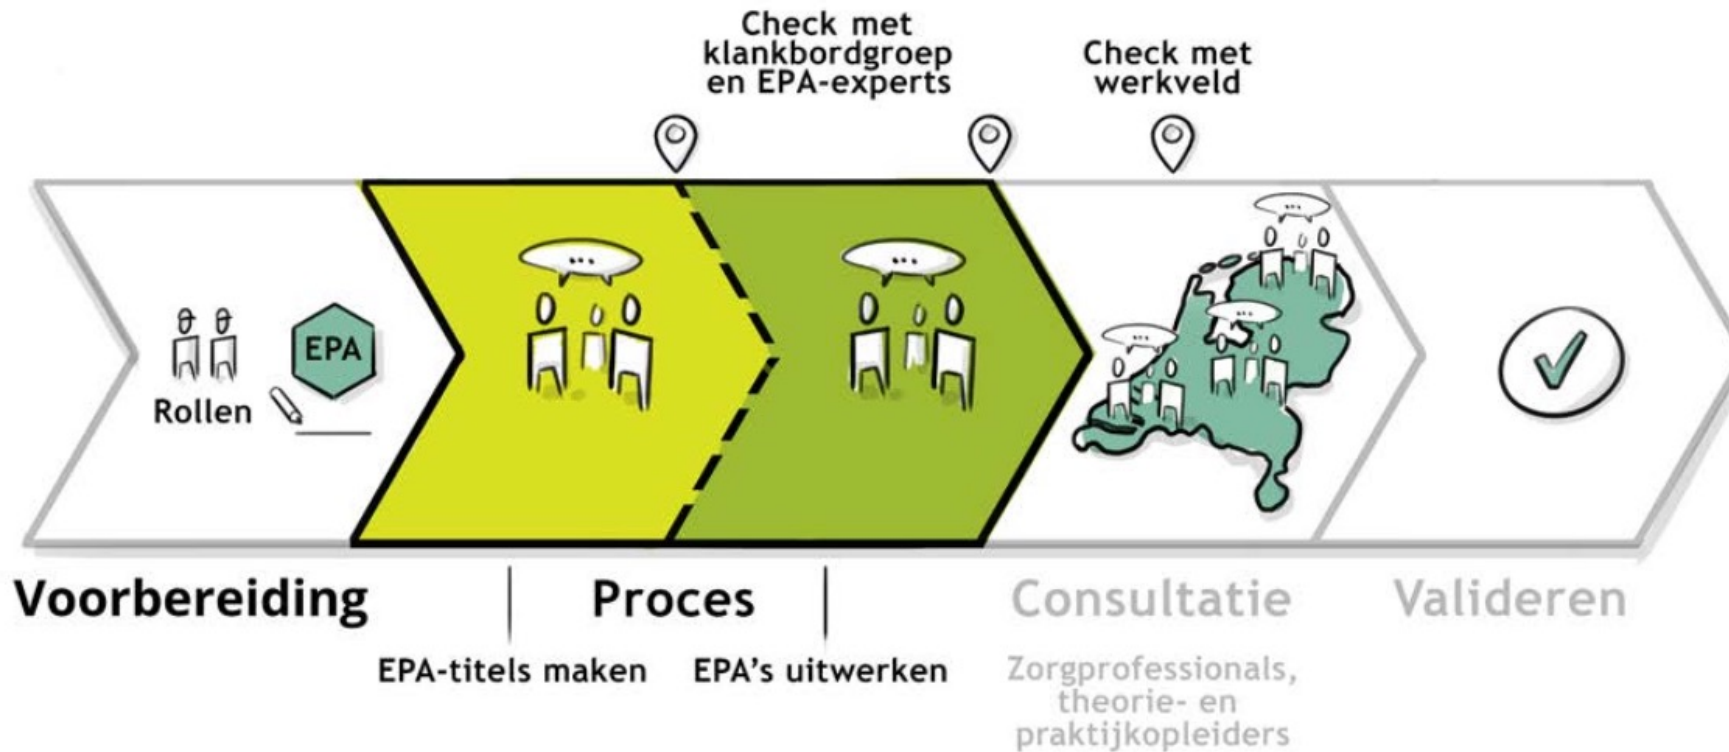 Check met
klankbordgroep
en EPA-experts
Check met
werkveld
EPA
Rollen
Voorbereiding
Proces
Consultatie
Valideren
EPA-titels maken
EPA's uitwerken
Zorgprofessionals,
theorie- en
praktijkopleiders